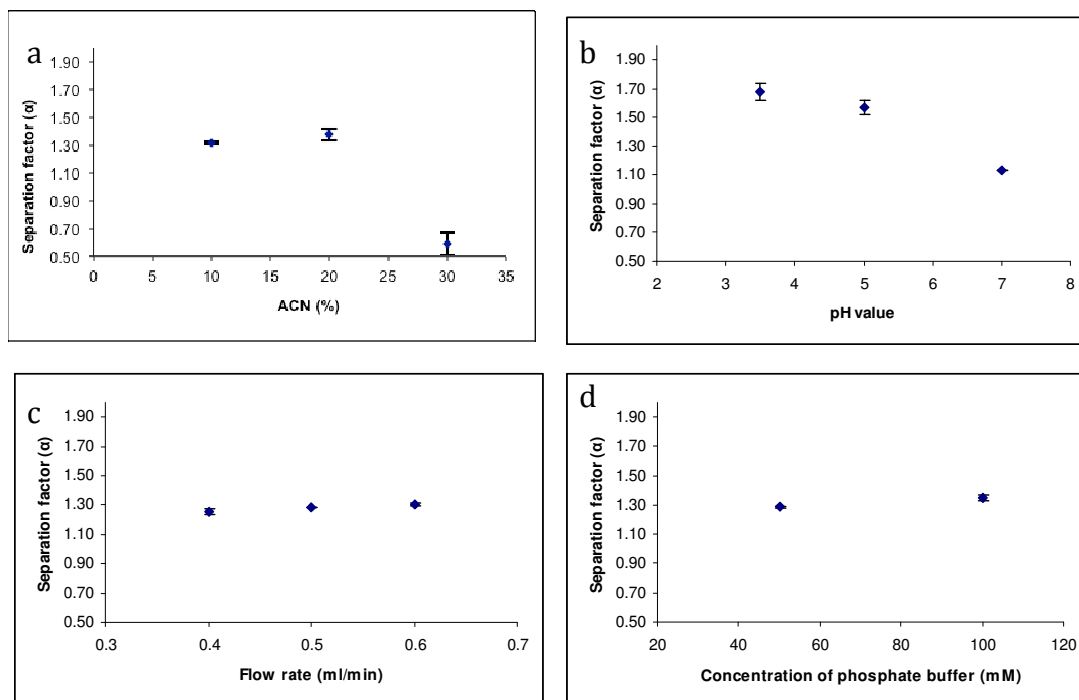 a
Separation factor (α)
1.90
1.70
1.50
1.30
1.10
0.90
0.70
0.50
0 5 10 15 20 25 30 35
ACN (%)
b
Separation factor (α)
1.90
1.70
1.50
1.30
1.10
0.90
0.70
0.50
2 3 4 5 6 7 8
pH value
c
Separation factor (α)
1.90
1.70
1.50
1.30
1.10
0.90
0.70
0.50
0.3 0.4 0.5 0.6 0.7
Flow rate (ml/min)
d
Separation factor (α)
1.90
1.70
1.50
1.30
1.10
0.90
0.70
0.50
20 40 60 80 100 120
Concentration of phosphate buffer (mM)